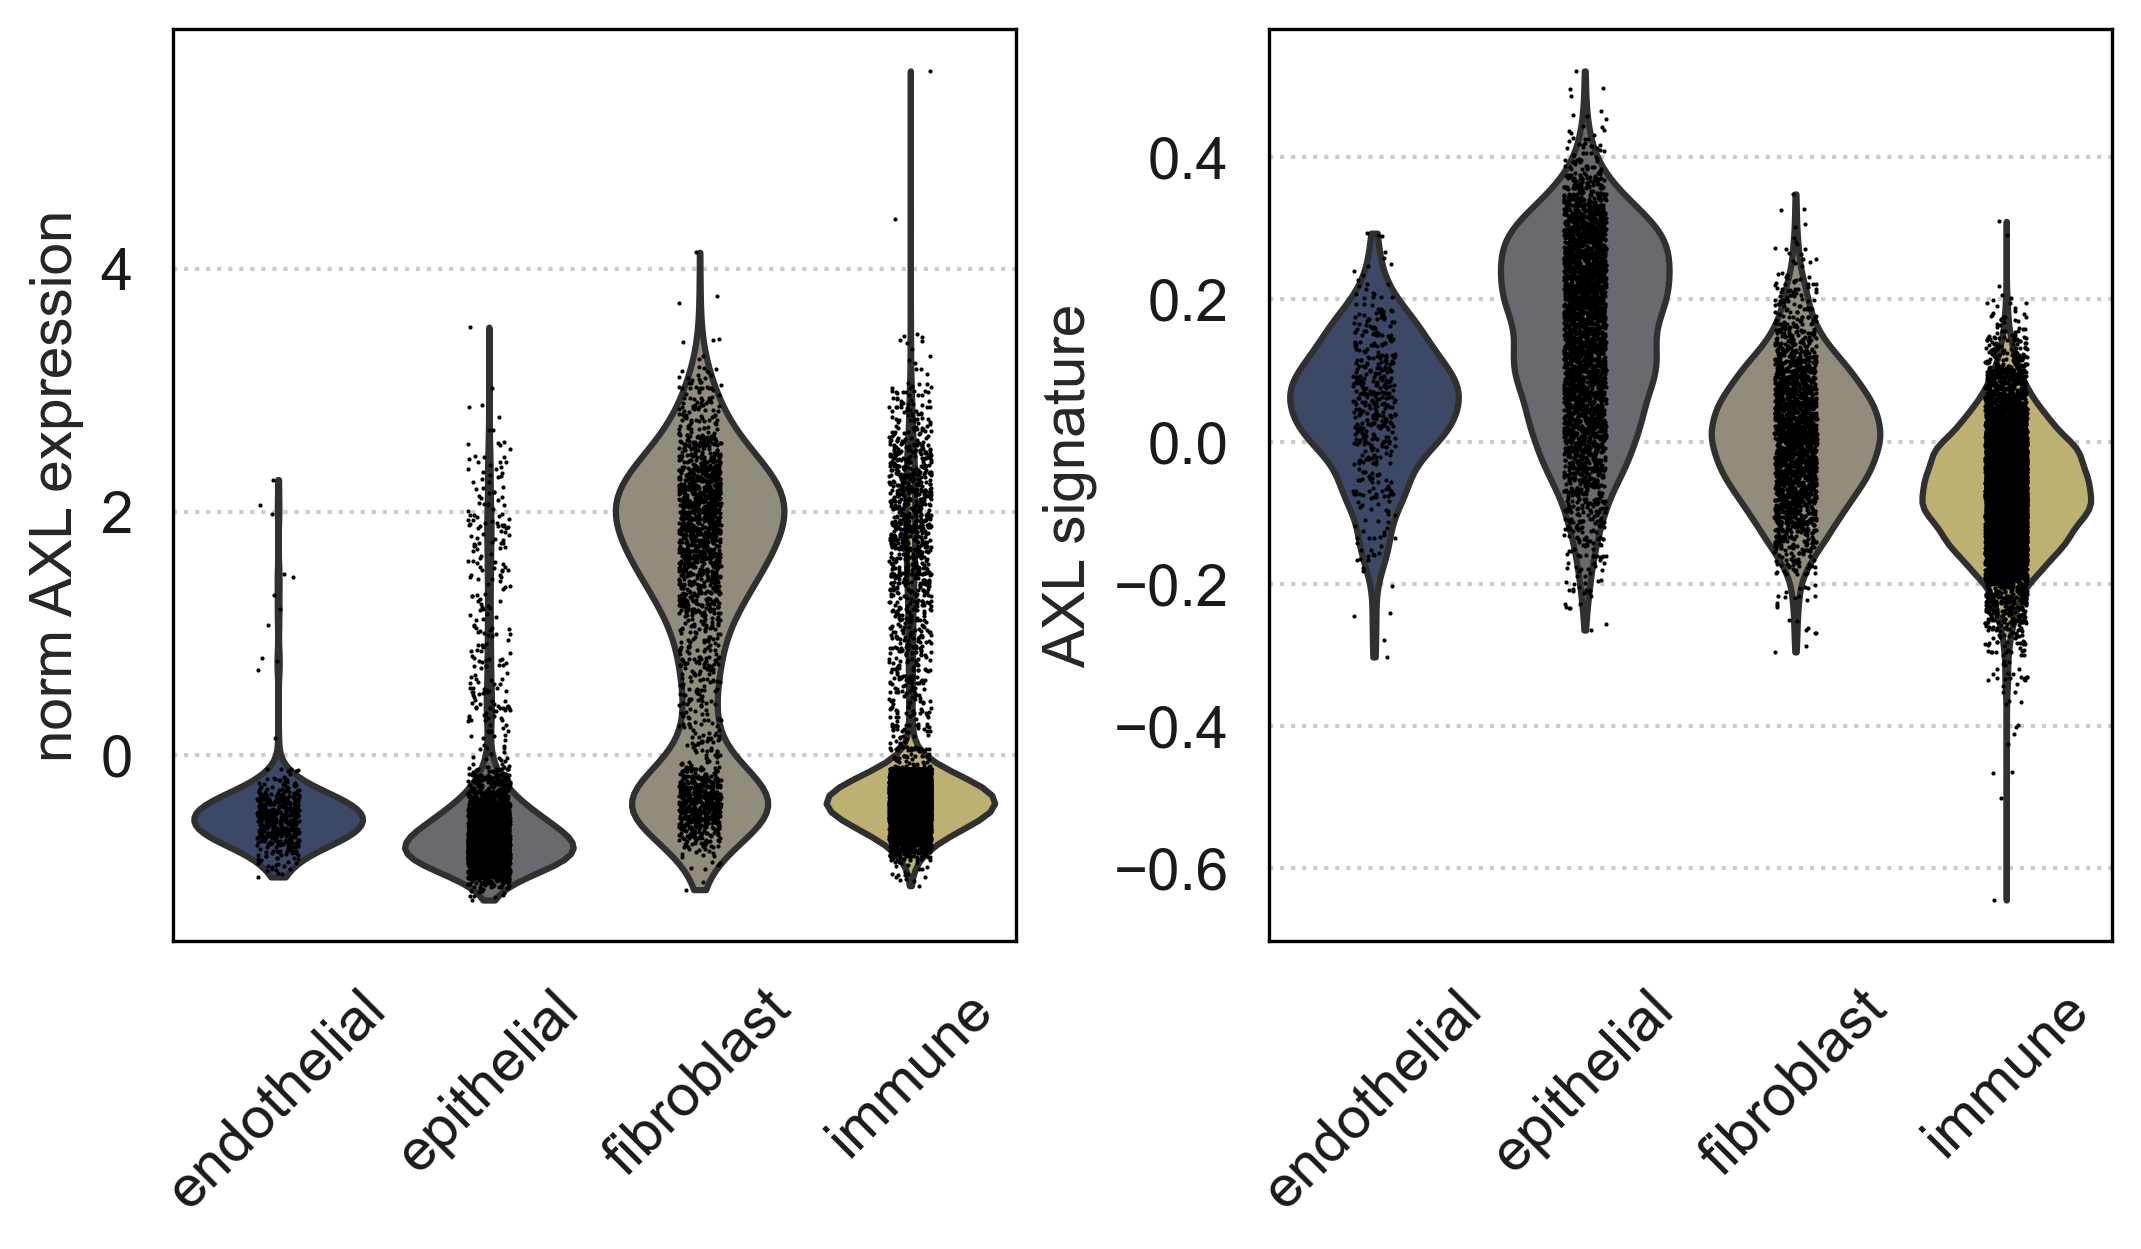 norm AXL expression
4
2
0
endothelial
epithelial
fibroblast
immune
AXL signature
0.4
0.2
0.0
−0.2
−0.4
−0.6
endothelial
epithelial
fibroblast
immune